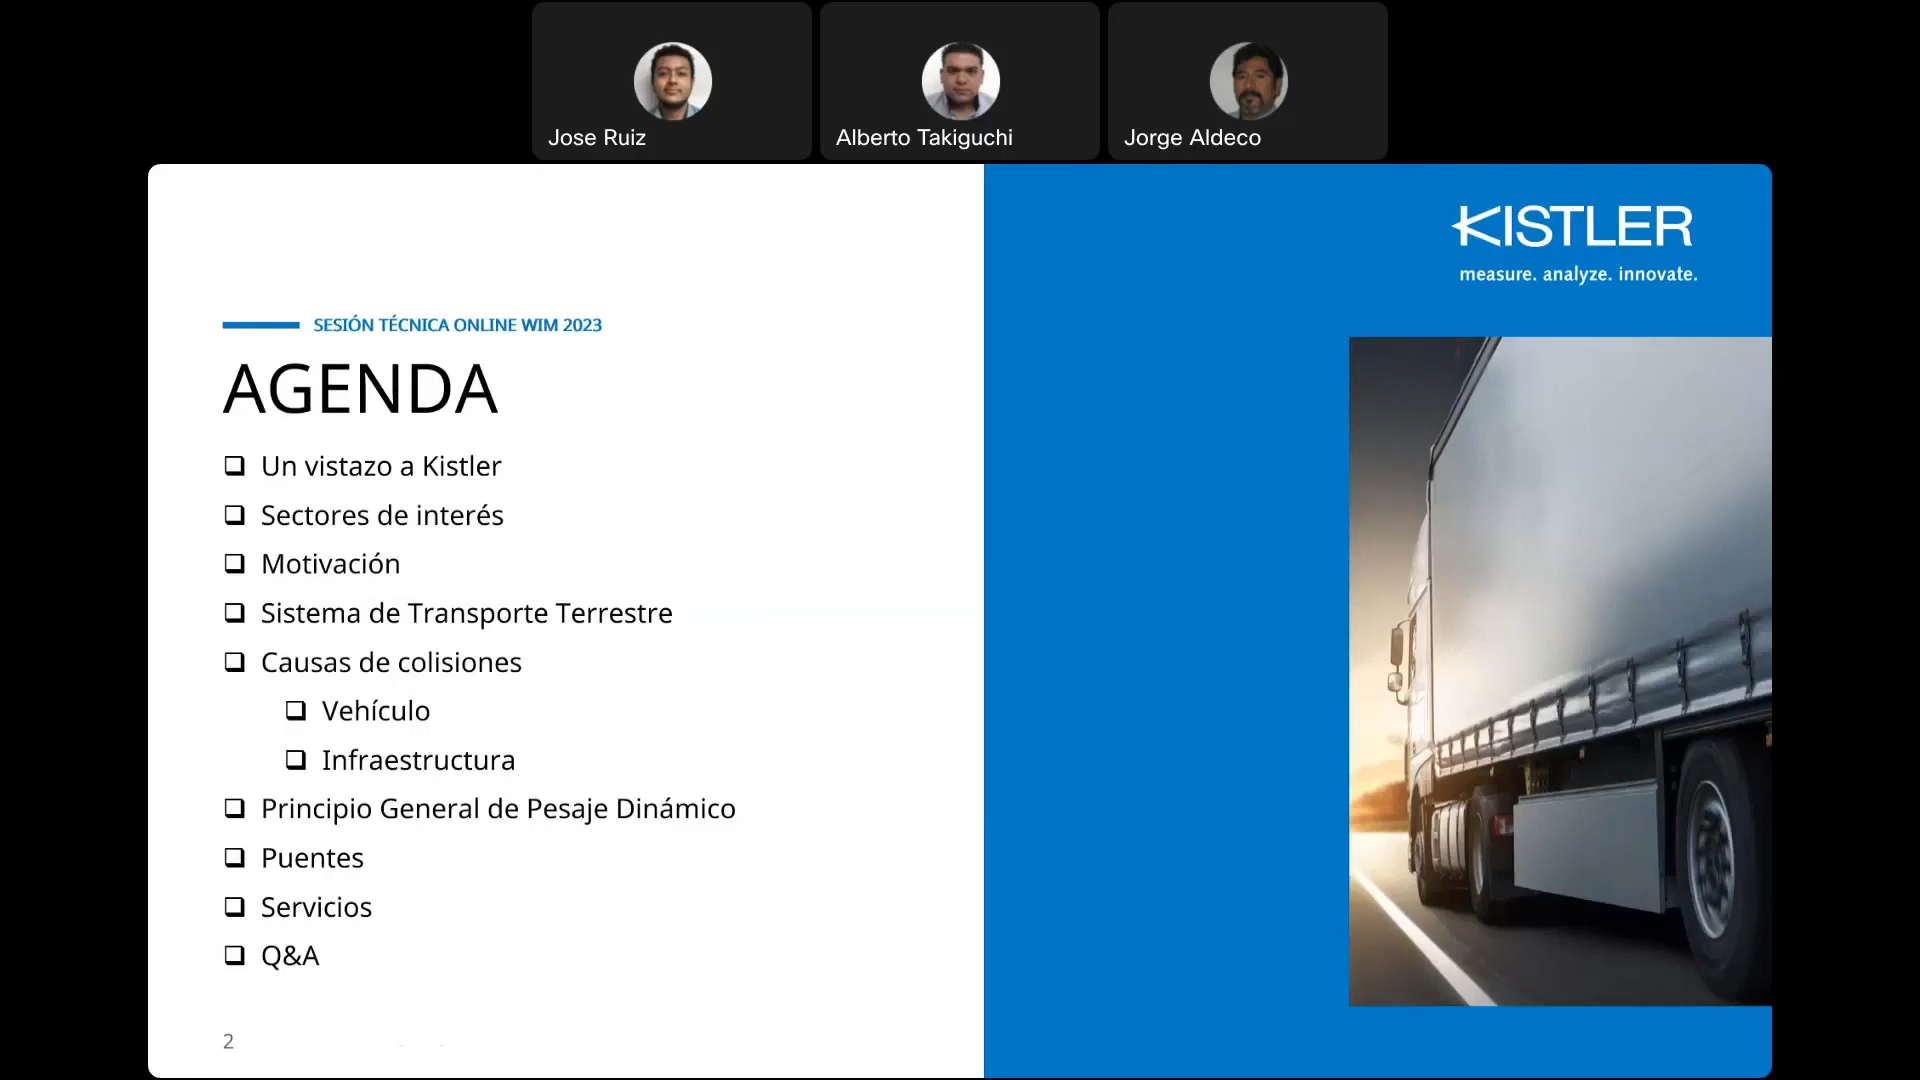 Jose Ruiz
Alberto Takiguchi
Jorge Aldeco
KISTLER
measure. analyze. innovate.
SESIÓN TÉCNICA ONLINE WIM 2023
AGENDA
Un vistazo a Kistler
Sectores de interés
Motivación
Sistema de Transporte Terrestre
Causas de colisiones
Vehículo
Infraestructura
Principio General de Pesaje Dinámico
Puentes
Servicios
Q&A
2